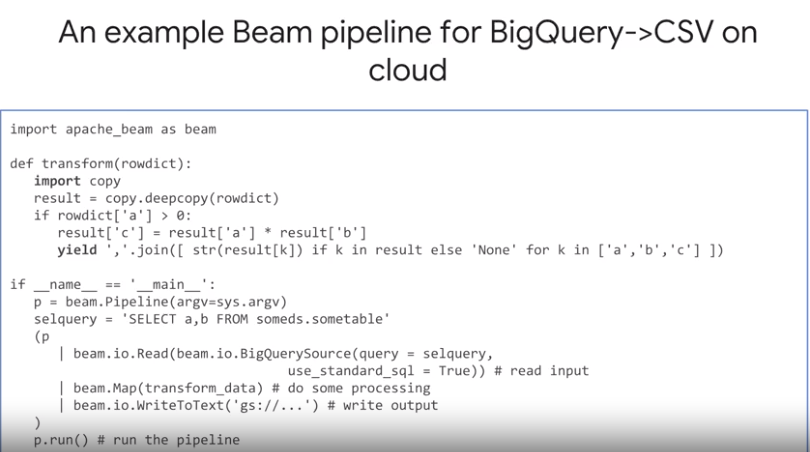 An example Beam pipeline for BigQuery->CSV on
cloud
import apache_beam as beam
def transform(rowdict):
   import copy
   result = copy.deepcopy(rowdict)
   if rowdict['a'] > 0:
      result['c'] = result['a'] * result['b']
      yield ','.join([ str(result[k]) if k in result else 'None' for k in ['a','b','c'] ])
if __name__ == '__main__':
   p = beam.Pipeline(argv=sys.argv)
   selquery = 'SELECT a,b FROM someds.sometable'
   (p
      | beam.io.Read(beam.io.BigQuerySource(query = selquery,
                                  use_standard_sql = True)) # read input
      | beam.Map(transform_data) # do some processing
      | beam.io.WriteToText('gs://...') # write output
   )
   p.run() # run the pipeline